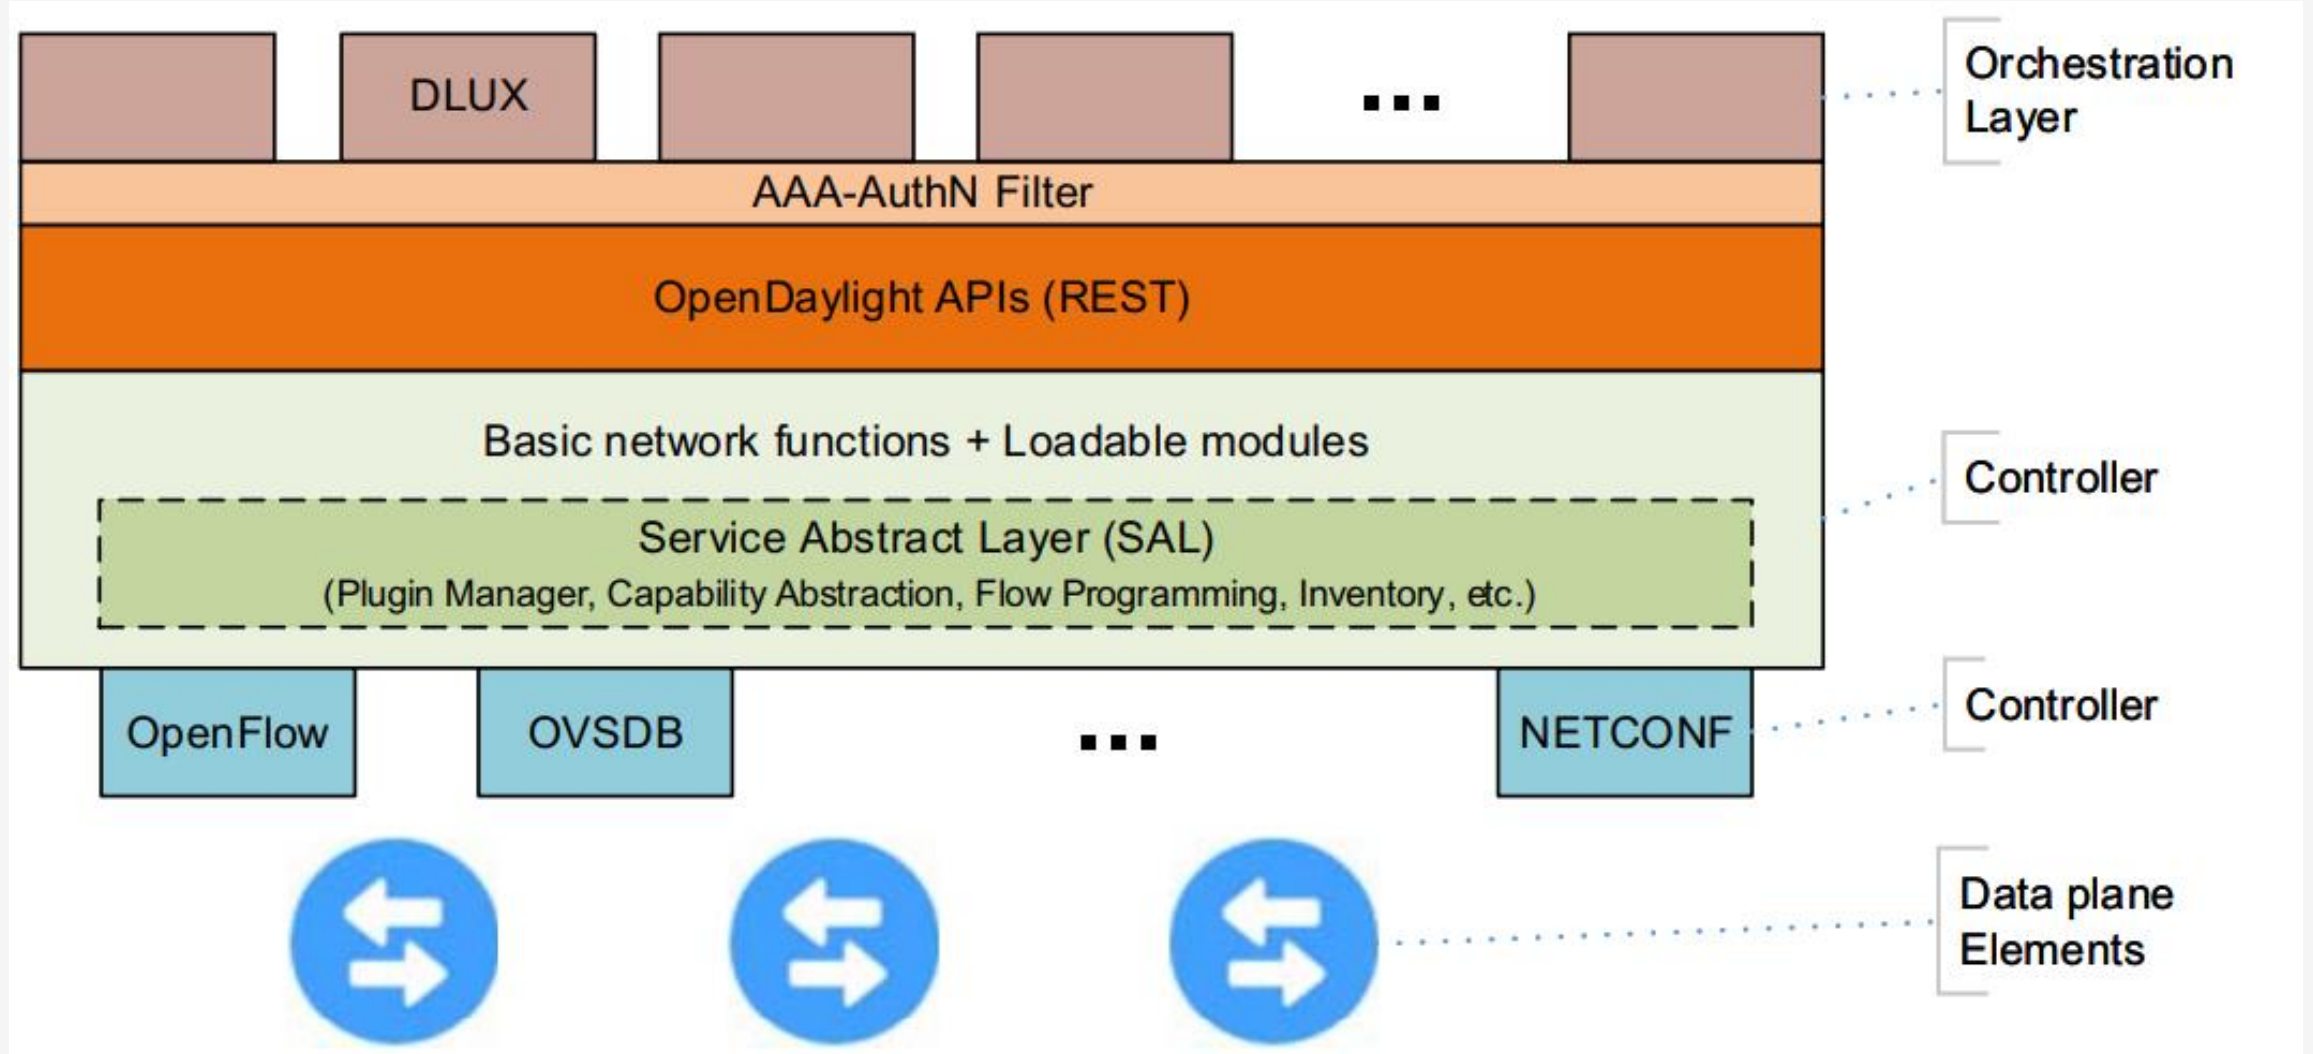 DLUX
Orchestration
Layer
AAA-AuthN Filter
OpenDaylight APIs (REST)
Basic network functions + Loadable modules
Controller
Service Abstract Layer (SAL)
(Plugin Manager, Capability Abstraction, Flow Programming, Inventory, etc.)
OpenFlow
OVSDB
NETCONF
Controller
Data plane
Elements